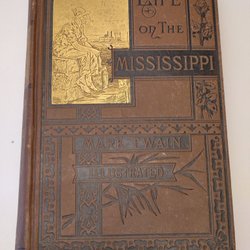 LIFE
ON THE
MISSISSIPPI
MARK TWAIN
ILLUSTRATED